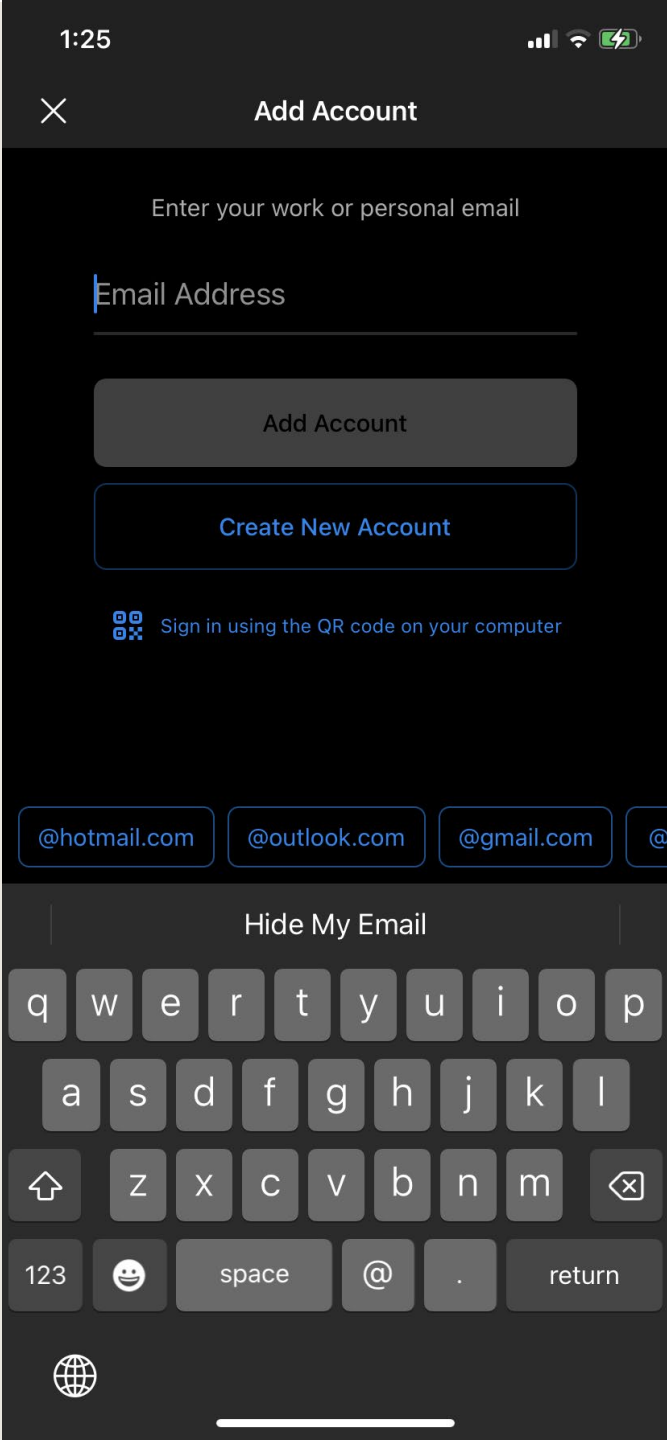 1:25
Add Account
Enter your work or personal email
Email Address
Add Account
Create New Account
Sign in using the QR code on your computer
@hotmail.com @outlook.com @gmail.com @
Hide My Email
q w e r t y u i o p
a s d f g h j k l
z x c v b n m
123 space @ . return